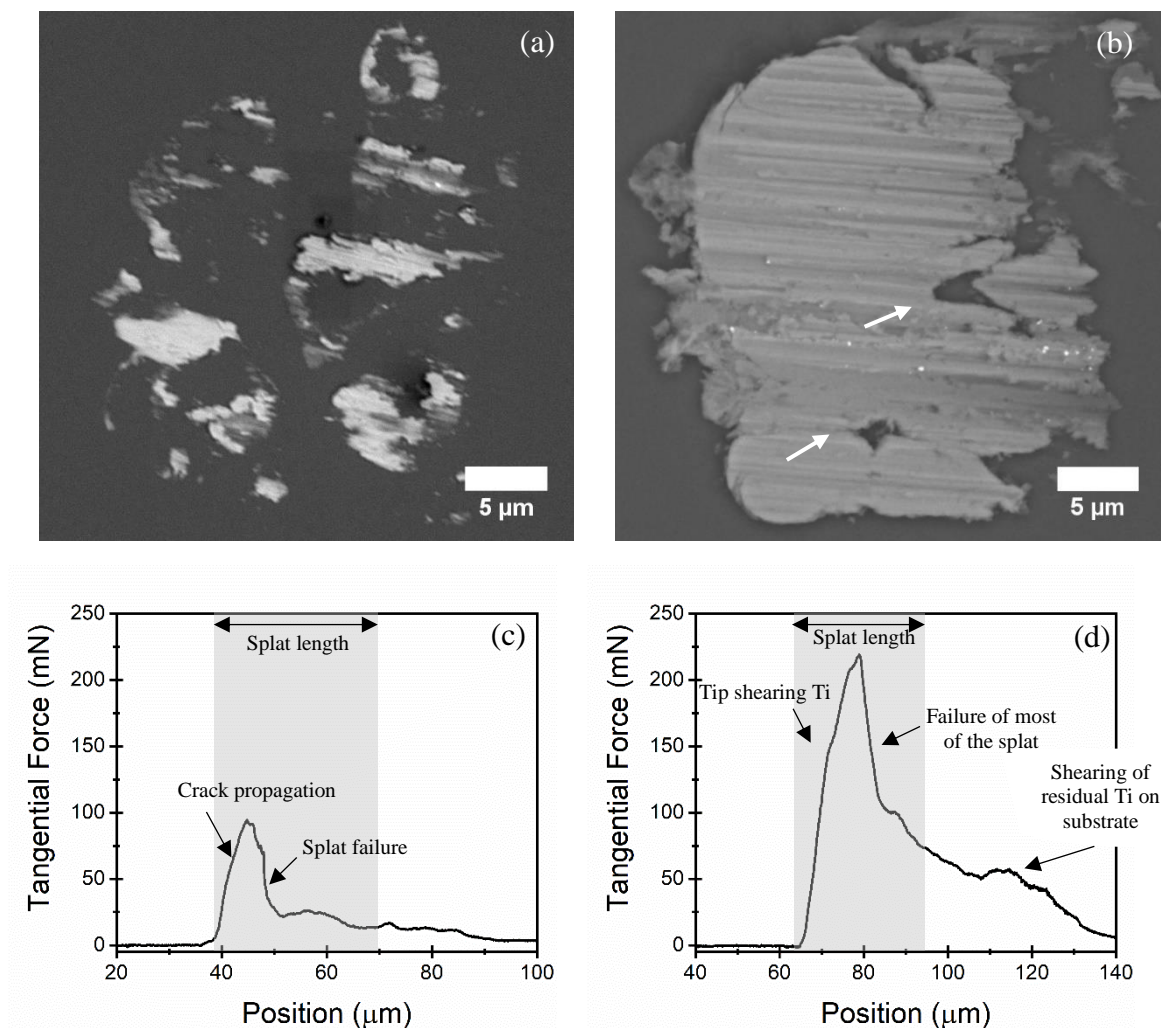 (a)
5 µm
(b)
5 µm
(c)
250
200
150
100
50
0
20
40
60
80
100
Tangential Force (mN)
Position (µm)
Splat length
Crack propagation
Splat failure
(d)
250
200
150
100
50
0
40
60
80
100
120
140
Tangential Force (mN)
Position (µm)
Splat length
Tip shearing Ti
Failure of most
of the splat
Shearing of
residual Ti on
substrate